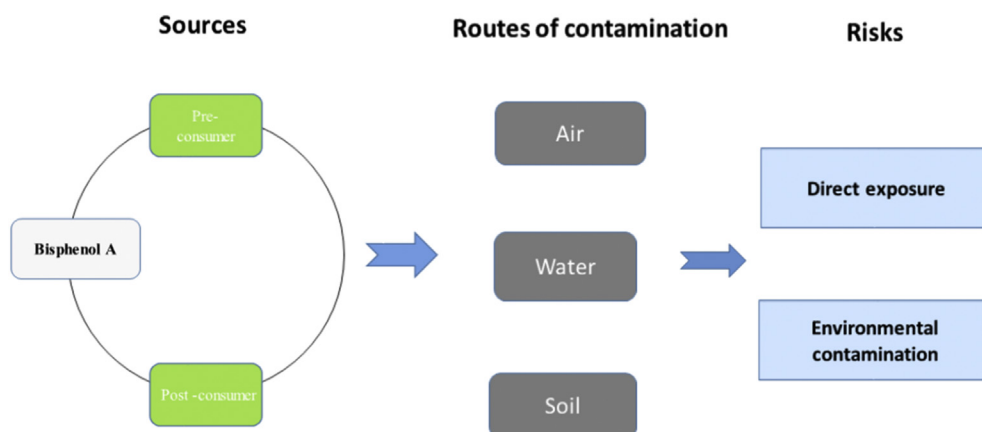 Sources
Routes of contamination
Risks
Pre-
consumer
Bisphenol A
Post -consumer
Air
Water
Soil
Direct exposure
Environmental
contamination